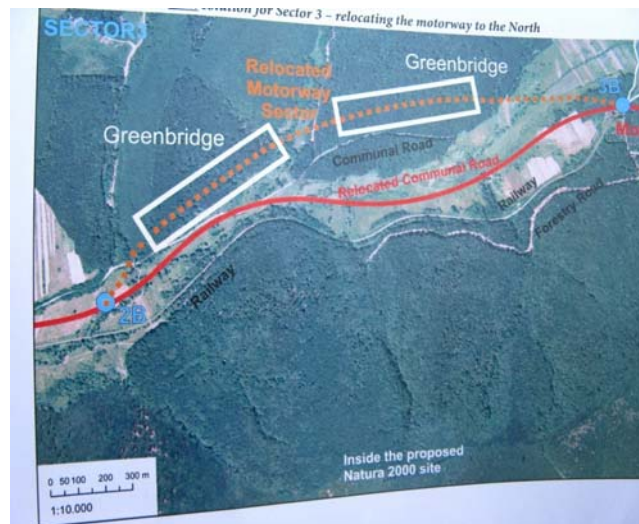 ation for Sector 3 – relocating the motorway to the North
SECTOR3
Relocated
Motorway
Sector
Greenbridge
Greenbridge
3B
Communal Road
Relocated Communal Road
Railway
Forestry Road
Railway
2B
Inside the proposed
Natura 2000 site
0 50 100 200 300 m
1:10.000